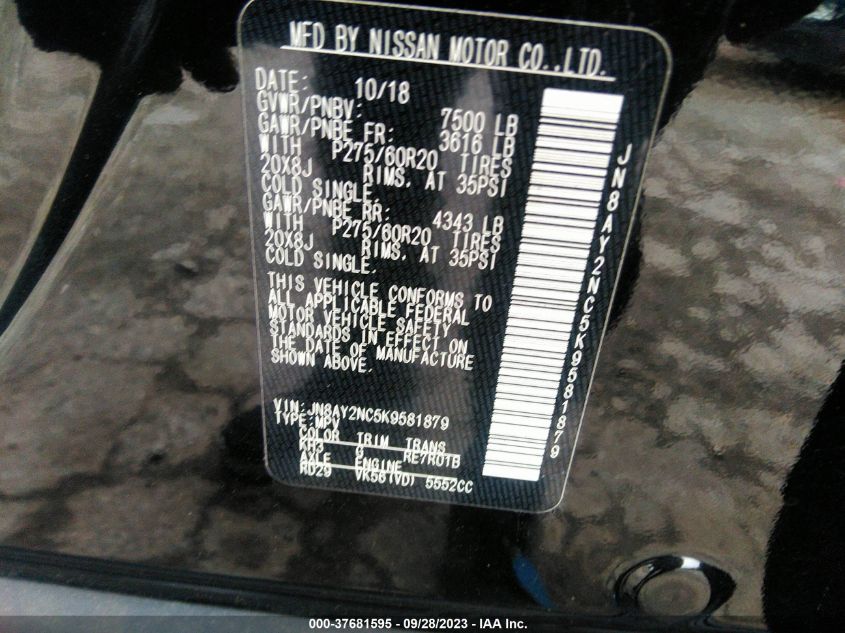 MFD BY NISSAN MOTOR CO.,LTD.
DATE: 10/18
GVWR/PNBV: 7500 LB
GAWR/PNBE FR: 3616 LB
WITH P275/60R20 TIRES
20X8J RIMS. AT 35PSI
COLD SINGLE
GAWR/PNBE RR: 4343 LB
WITH P275/60R20 TIRES
20X8J RIMS. AT 35PSI
COLD SINGLE.
THIS VEHICLE CONFORMS TO
ALL APPLICABLE FEDERAL
MOTOR VEHICLE SAFETY
STANDARDS IN EFFECT ON
THE DATE OF MANUFACTURE
SHOWN ABOVE.
VIN:JN8AY2NC5K9581879
TYPE:MPV
COLOR TRIM TRANS
KH3 G RE7R01B
AXLE ENGINE
RD29 VK56(VD) 5552CC
JN8AY2NC5K9581879
000-37681595 - 09/28/2023 - IAA Inc.